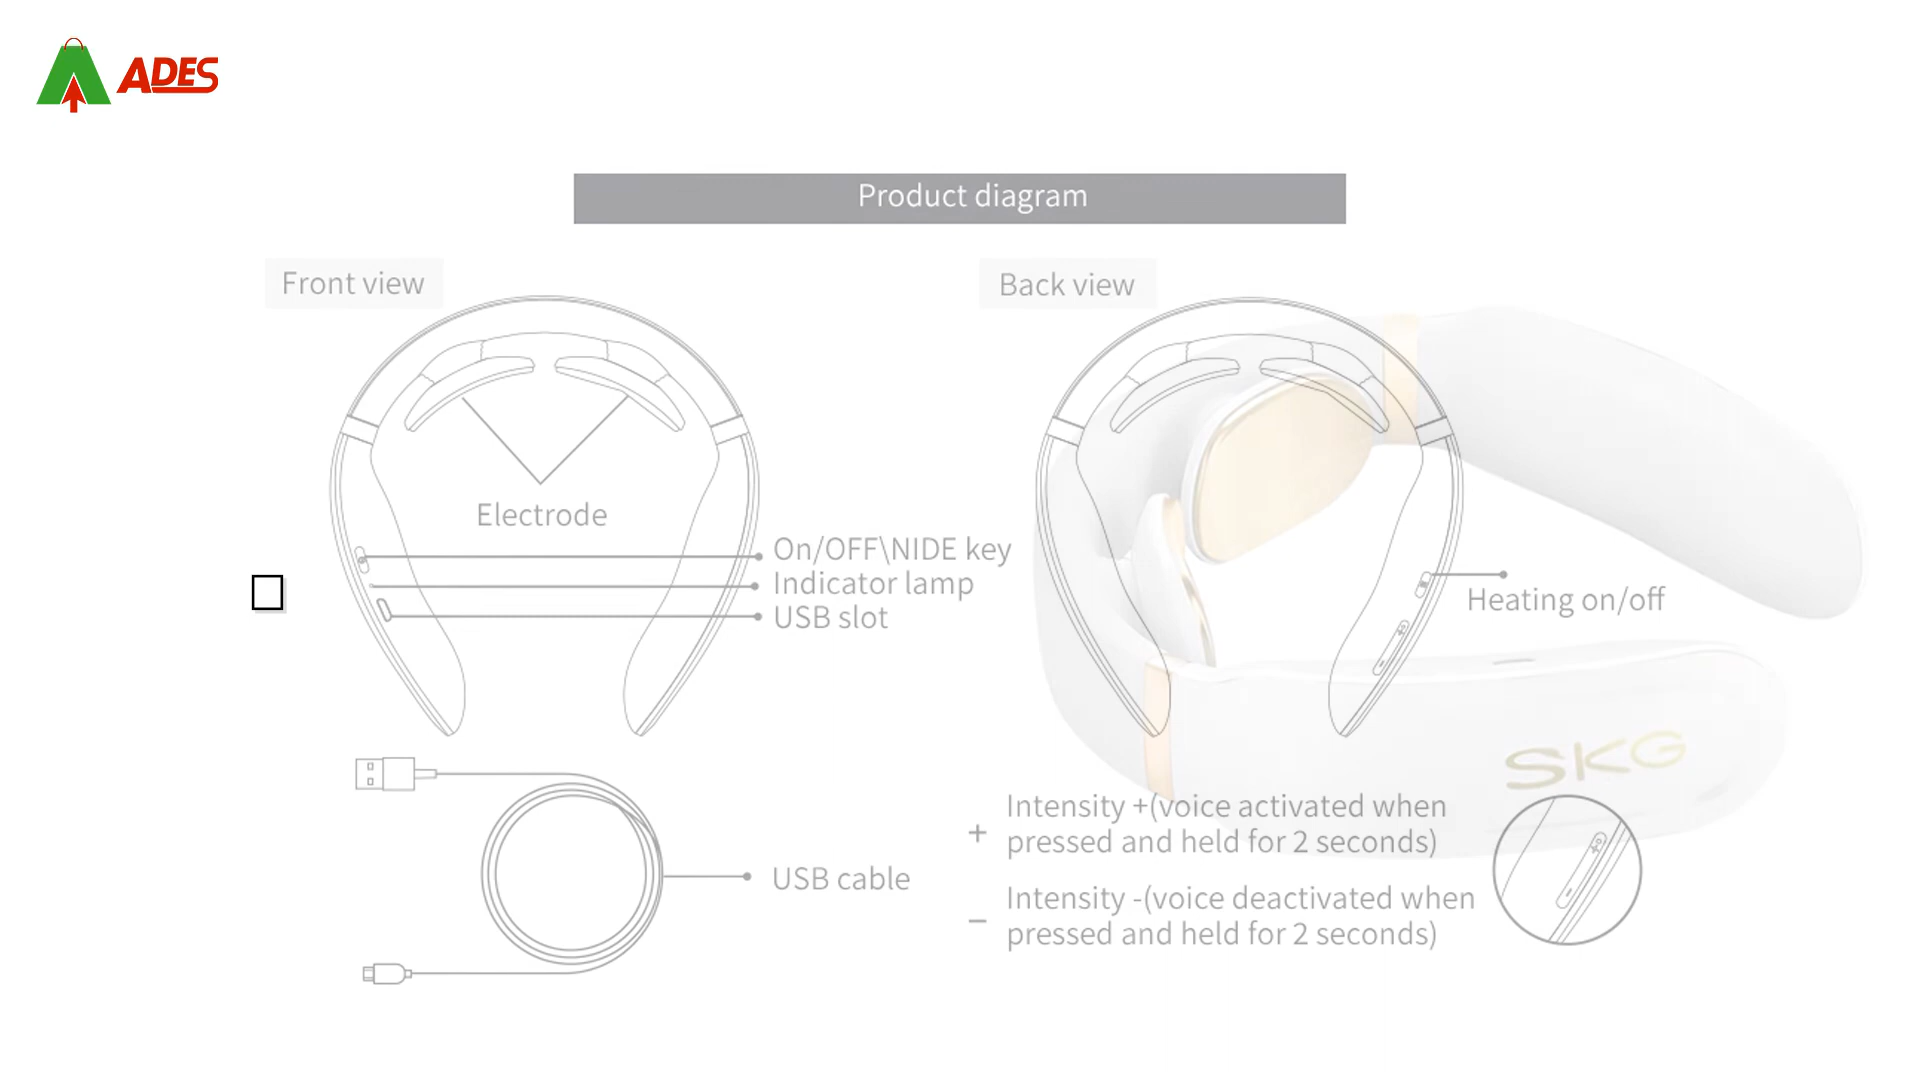 ADES
Product diagram
Front view
Back view
Electrode
On/OFF\NIDE key
Indicator lamp
USB slot
Heating on/off
SKG
USB cable
+ Intensity +(voice activated when
pressed and held for 2 seconds)
− Intensity -(voice deactivated when
pressed and held for 2 seconds)